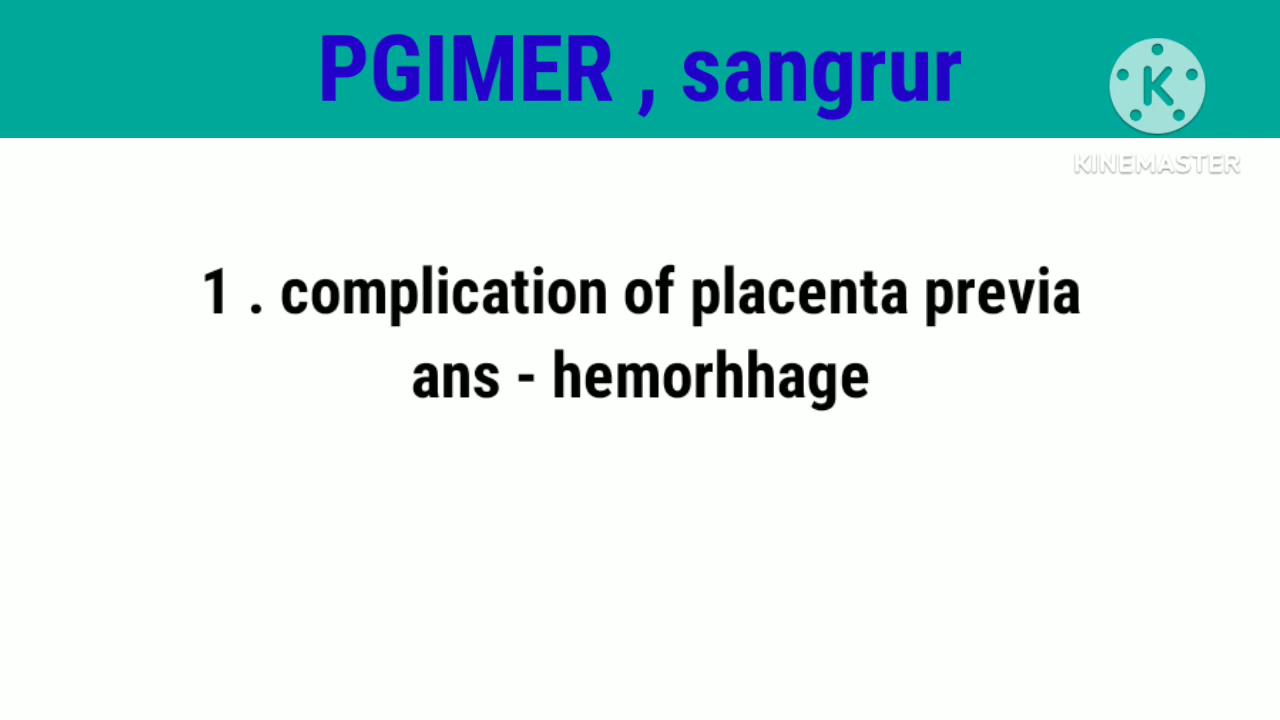 PGIMER , sangrur
K
KINEMASTER
1 . complication of placenta previa
ans - hemorhhage